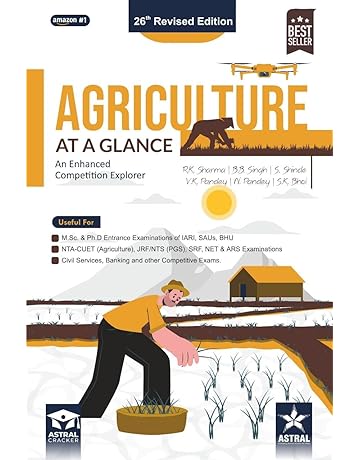 amazon #1
26th Revised Edition
BEST
SELLER
AGRICULTURE
AT A GLANCE
An Enhanced
Competition Explorer
R.K. Sharma | B.B. Singh | S. Shinde
V.K. Pandey | N. Pandey | S.K. Bhoi
Useful For
M.Sc. & Ph.D Entrance Examinations of IARI, SAUs, BHU
NTA-CUET (Agriculture), JRF/NTS (PGS), SRF, NET & ARS Examinations
Civil Services, Banking and other Competitive Exams.
ASTRAL
CRACKER
ASTRAL